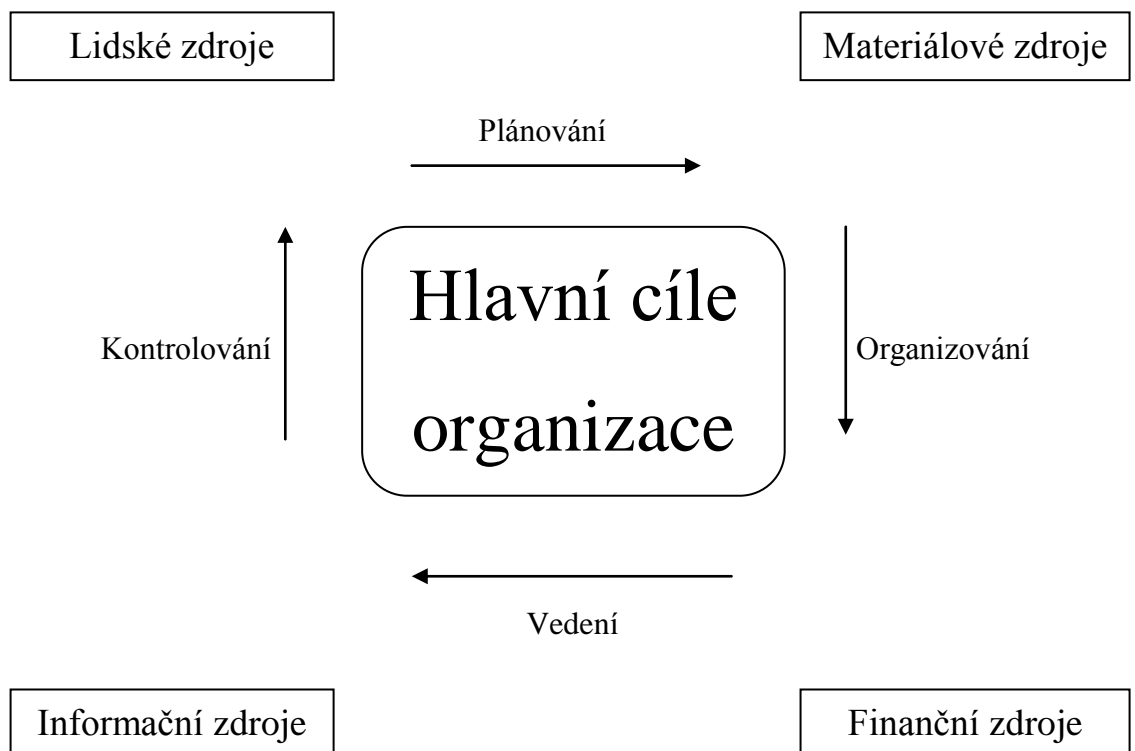 Lidské zdroje
Materiálové zdroje
Plánování
Hlavní cíle
Kontrolování
Organizování
organizace
Vedení
Informační zdroje
Finanční zdroje